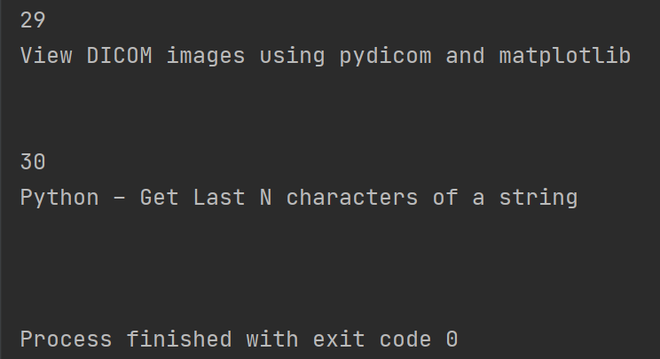 29
View DICOM images using pydicom and matplotlib
30
Python – Get Last N characters of a string
Process finished with exit code 0